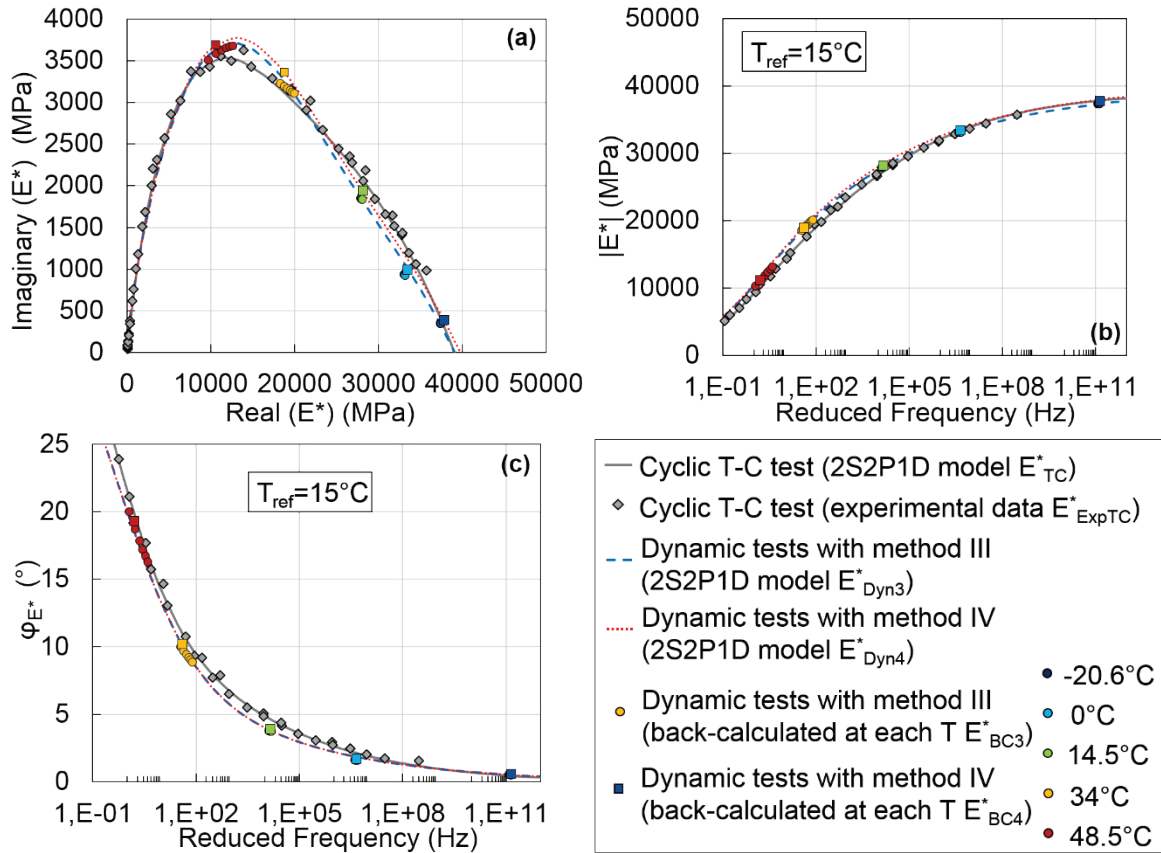 4000
3500
3000
2500
2000
1500
1000
500
0
Imaginary (E*) (MPa)
(a)
0 10000 20000 30000 40000 50000
Real (E*) (MPa)
50000
40000
30000
20000
10000
0
|E*| (MPa)
Tref=15°C
(b)
1,E-01 1,E+02 1,E+05 1,E+08 1,E+11
Reduced Frequency (Hz)
25
20
15
10
5
0
φE* (°)
Tref=15°C
(c)
1,E-01 1,E+02 1,E+05 1,E+08 1,E+11
Reduced Frequency (Hz)
Cyclic T-C test (2S2P1D model E*TC)
Cyclic T-C test (experimental data E*ExpTC)
Dynamic tests with method III
(2S2P1D model E*Dyn3)
Dynamic tests with method IV
(2S2P1D model E*Dyn4)
Dynamic tests with method III
(back-calculated at each T E*BC3)
Dynamic tests with method IV
(back-calculated at each T E*BC4)
-20.6°C
0°C
14.5°C
34°C
48.5°C